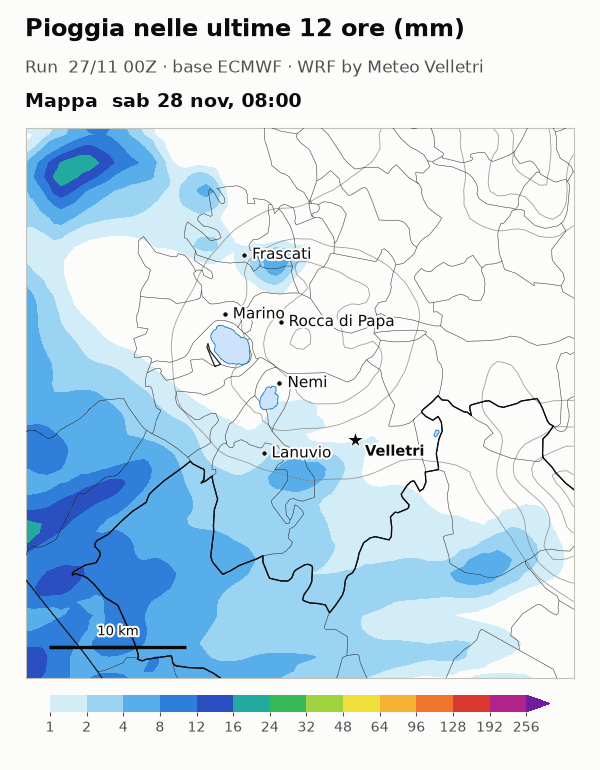 Pioggia nelle ultime 12 ore (mm)
Run 27/11 00Z · base ECMWF · WRF by Meteo Velletri
Mappa sab 28 nov, 08:00
Frascati
Marino
Rocca di Papa
Nemi
Velletri
Lanuvio
10 km
1 2 4 8 12 16 24 32 48 64 96 128 192 256